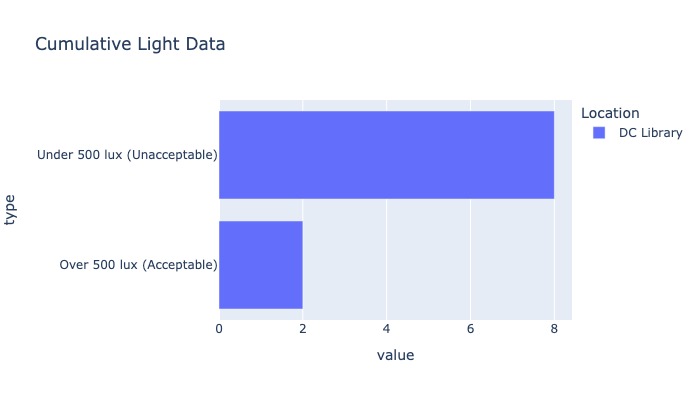 Cumulative Light Data
Location
DC Library
Under 500 lux (Unacceptable)
type
Over 500 lux (Acceptable)
0 2 4 6 8
value